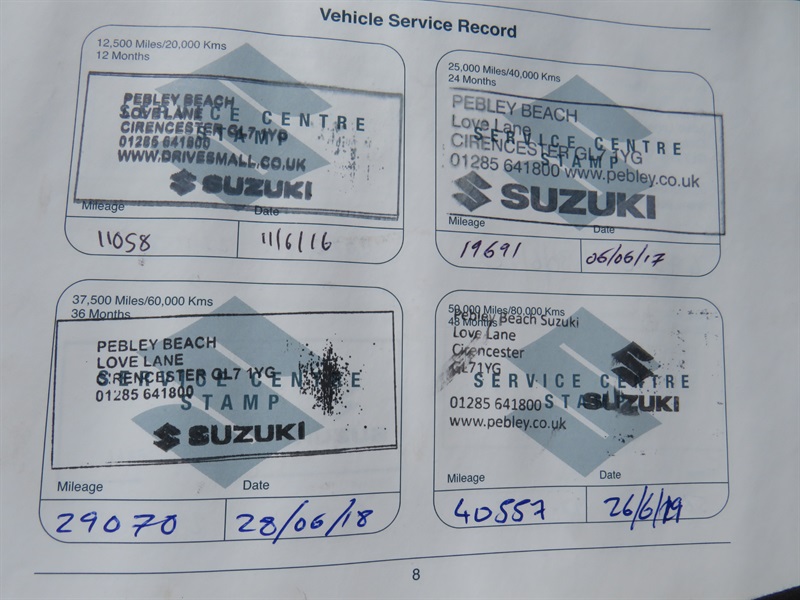 Vehicle Service Record
12,500 Miles/20,000 Kms
12 Months
SERVICE CENTRE
STAMP
PEBLEY BEACH
LOVE LANE
CIRENCESTER GL7 1YG
01285 641800
WWW.DRIVESMALL.CO.UK
SUZUKI
Mileage Date
11058 11/6/16
25,000 Miles/40,000 Kms
24 Months
SERVICE CENTRE
STAMP
PEBLEY BEACH
Love Lane
CIRENCESTER GL7 1YG
01285 641800 www.pebley.co.uk
SUZUKI
Mileage Date
19691 06/06/17
37,500 Miles/60,000 Kms
36 Months
SERVICE CENTRE
STAMP
PEBLEY BEACH
LOVE LANE
CIRENCESTER GL7 1YG
01285 641800
SUZUKI
Mileage Date
29070 28/06/18
50,000 Miles/80,000 Kms
48 Months
SERVICE CENTRE
STAMP
Pebley Beach Suzuki
Love Lane
Cirencester
GL71YG
01285 641800
www.pebley.co.uk
SUZUKI
Mileage Date
40557 26/6/19
8